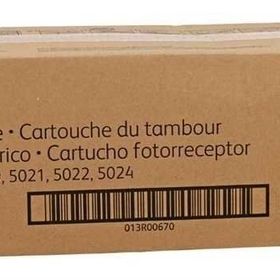 • Cartouche du tambour
• Cartucho fotorreceptor
, 5021, 5022, 5024
013R00670